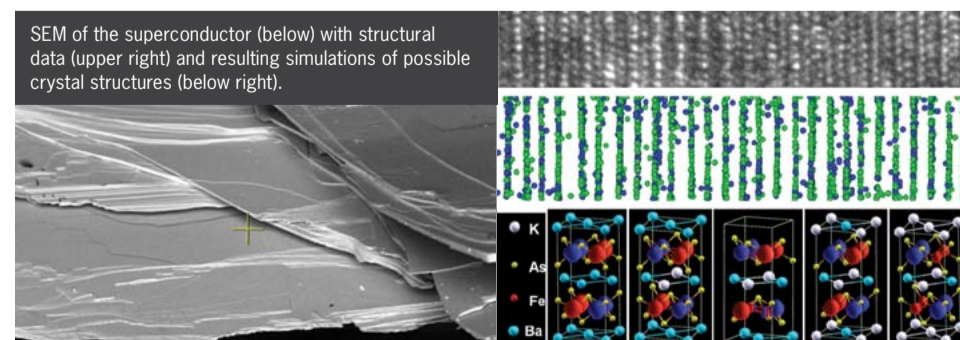 SEM of the superconductor (below) with structural
data (upper right) and resulting simulations of possible
crystal structures (below right).
K
As
Fe
Ba